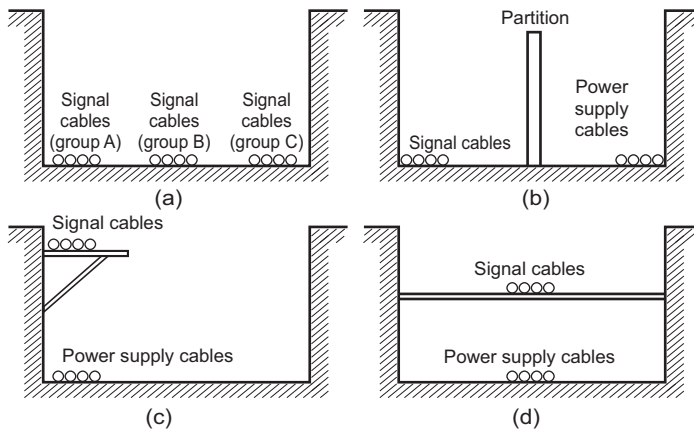 Signal
cables
(group A)
Signal
cables
(group B)
Signal
cables
(group C)
(a)
Partition
Signal cables
Power
supply
cables
(b)
Signal cables
Power supply cables
(c)
Signal cables
Power supply cables
(d)